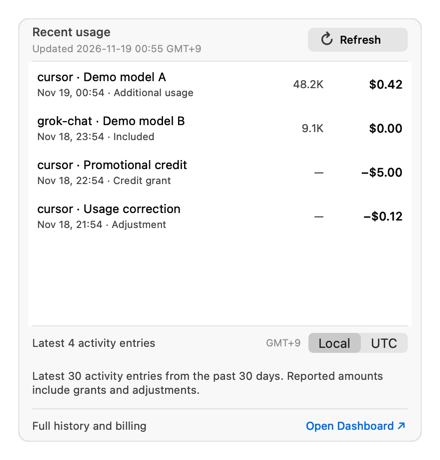 Recent usage
Updated 2026-11-19 00:55 GMT+9
Refresh
cursor · Demo model A
Nov 19, 00:54 · Additional usage
48.2K
$0.42
grok-chat · Demo model B
Nov 18, 23:54 · Included
9.1K
$0.00
cursor · Promotional credit
Nov 18, 22:54 · Credit grant
—
−$5.00
cursor · Usage correction
Nov 18, 21:54 · Adjustment
—
−$0.12
Latest 4 activity entries
GMT+9
Local
UTC
Latest 30 activity entries from the past 30 days. Reported amounts
include grants and adjustments.
Full history and billing
Open Dashboard ↗